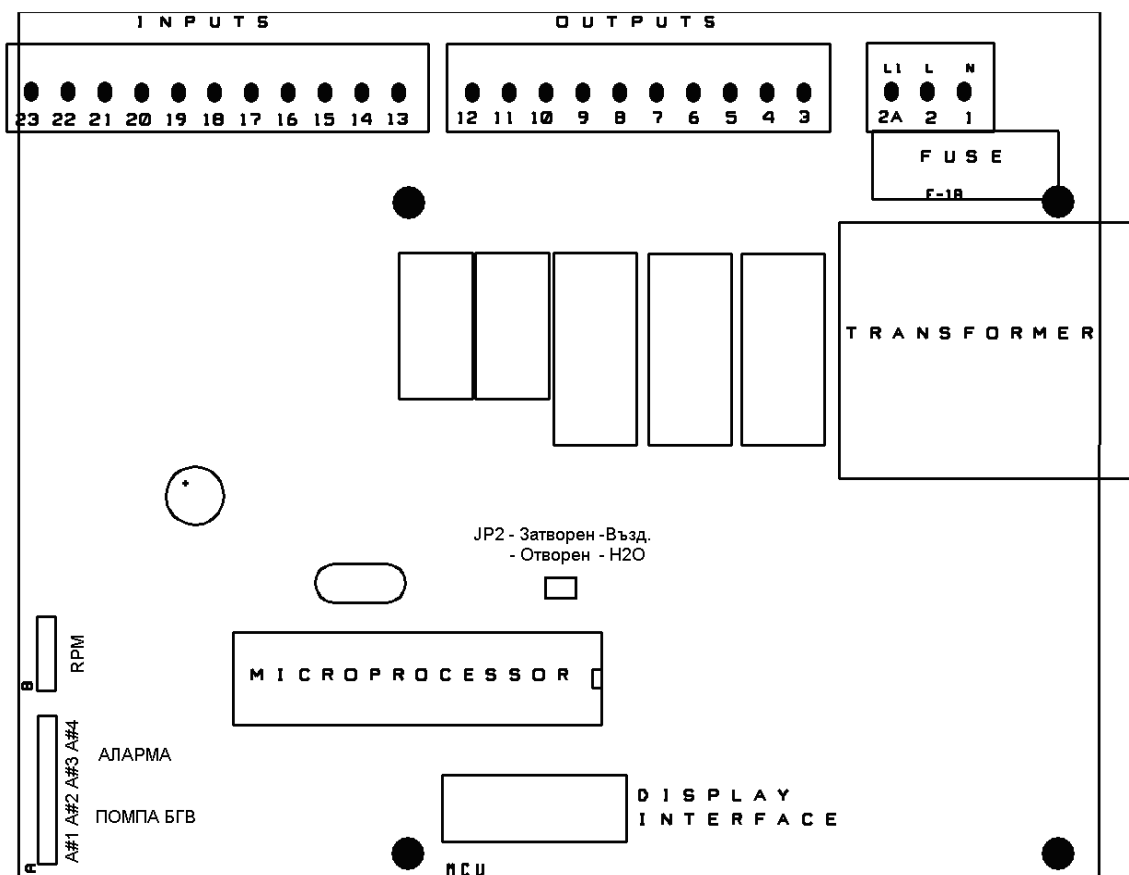 INPUTS
OUTPUTS
L1 L N
23 22 21 20 19 18 17 16 15 14 13
12 11 10 9 8 7 6 5 4 3
2A 2 1
FUSE
F-1A
TRANSFORMER
JP2 - Затворен -Възд.
- Отворен - H2O
RPM
B
MICROPROCESSOR
A#1 A#2 A#3 A#4
АЛАРМА
ПОМПА БГВ
DISPLAY
INTERFACE
A
MCU